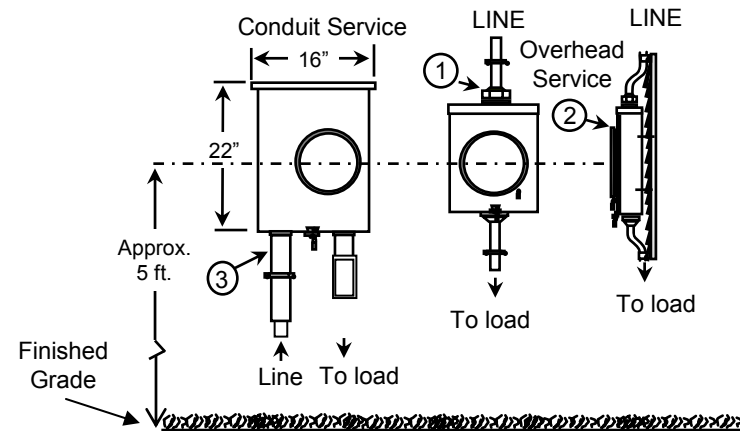 Conduit Service
16”
22”
LINE
1
Overhead
Service
LINE
2
Approx.
5 ft.
3
To load
To load
Finished
Grade
Line
To load